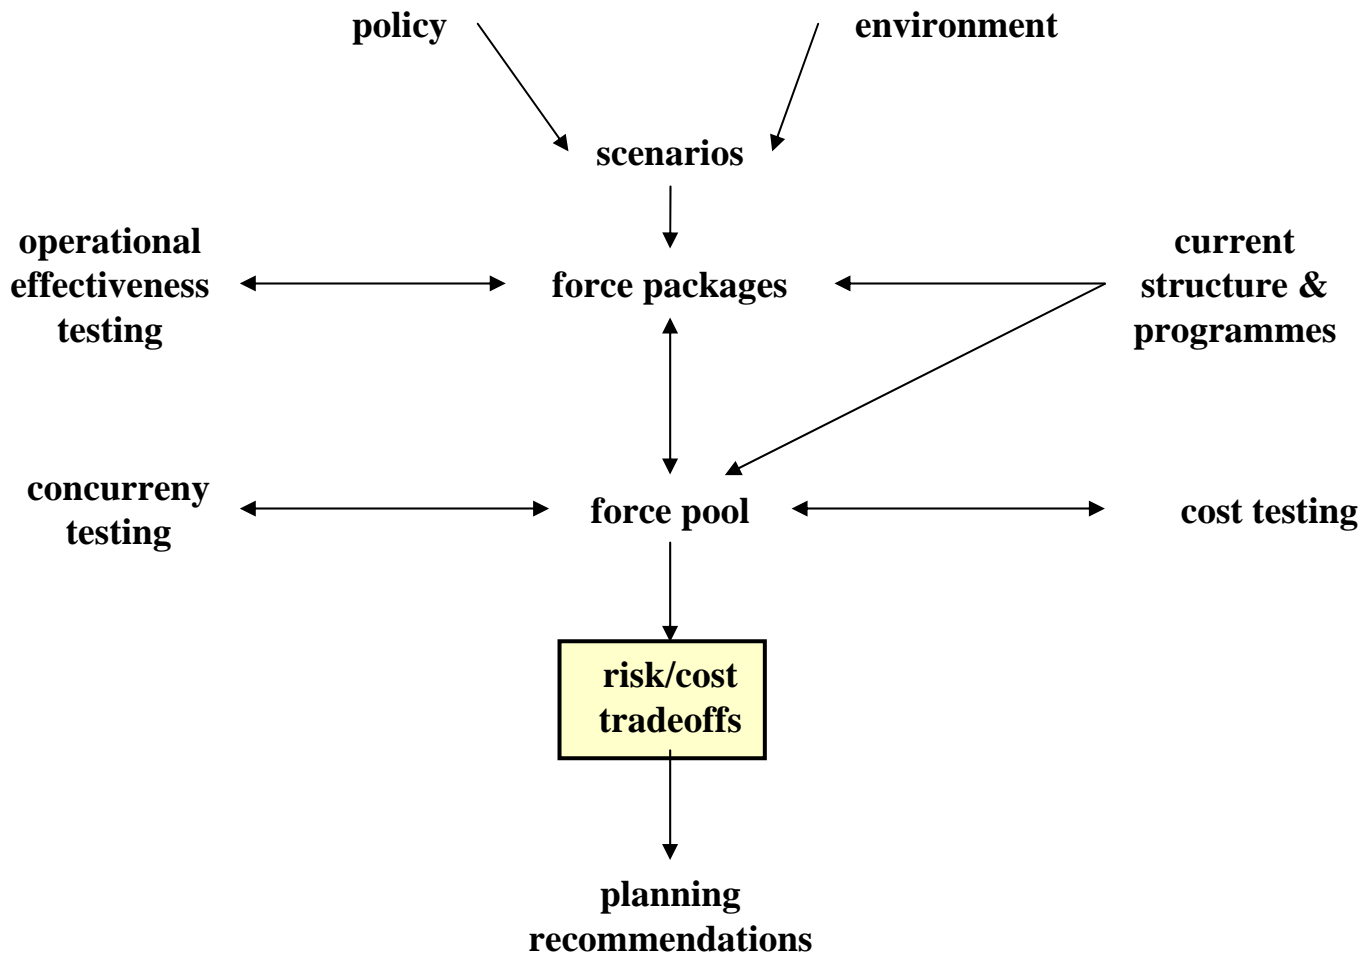 policy
environment
scenarios
operational
effectiveness
testing
force packages
current
structure &
programmes
concurreny
testing
force pool
cost testing
risk/cost
tradeoffs
planning
recommendations